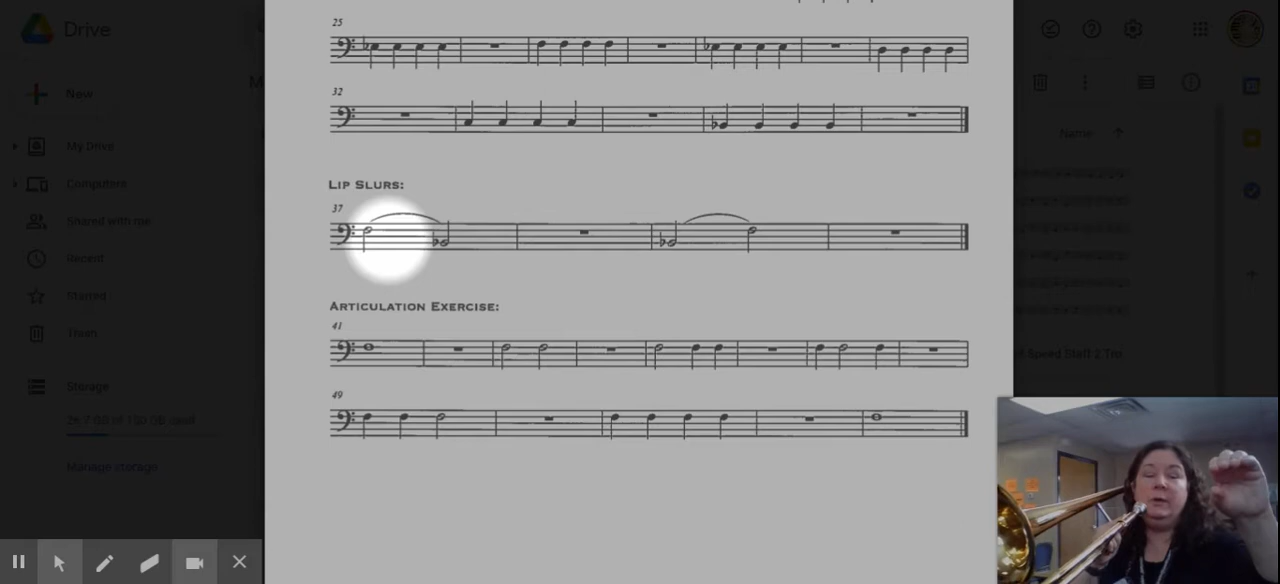 Drive
New
My Drive
Computers
Shared with me
Recent
Starred
Trash
Storage
Manage storage
Name
25
32
LIP SLURS:
37
ARTICULATION EXERCISE:
41
49